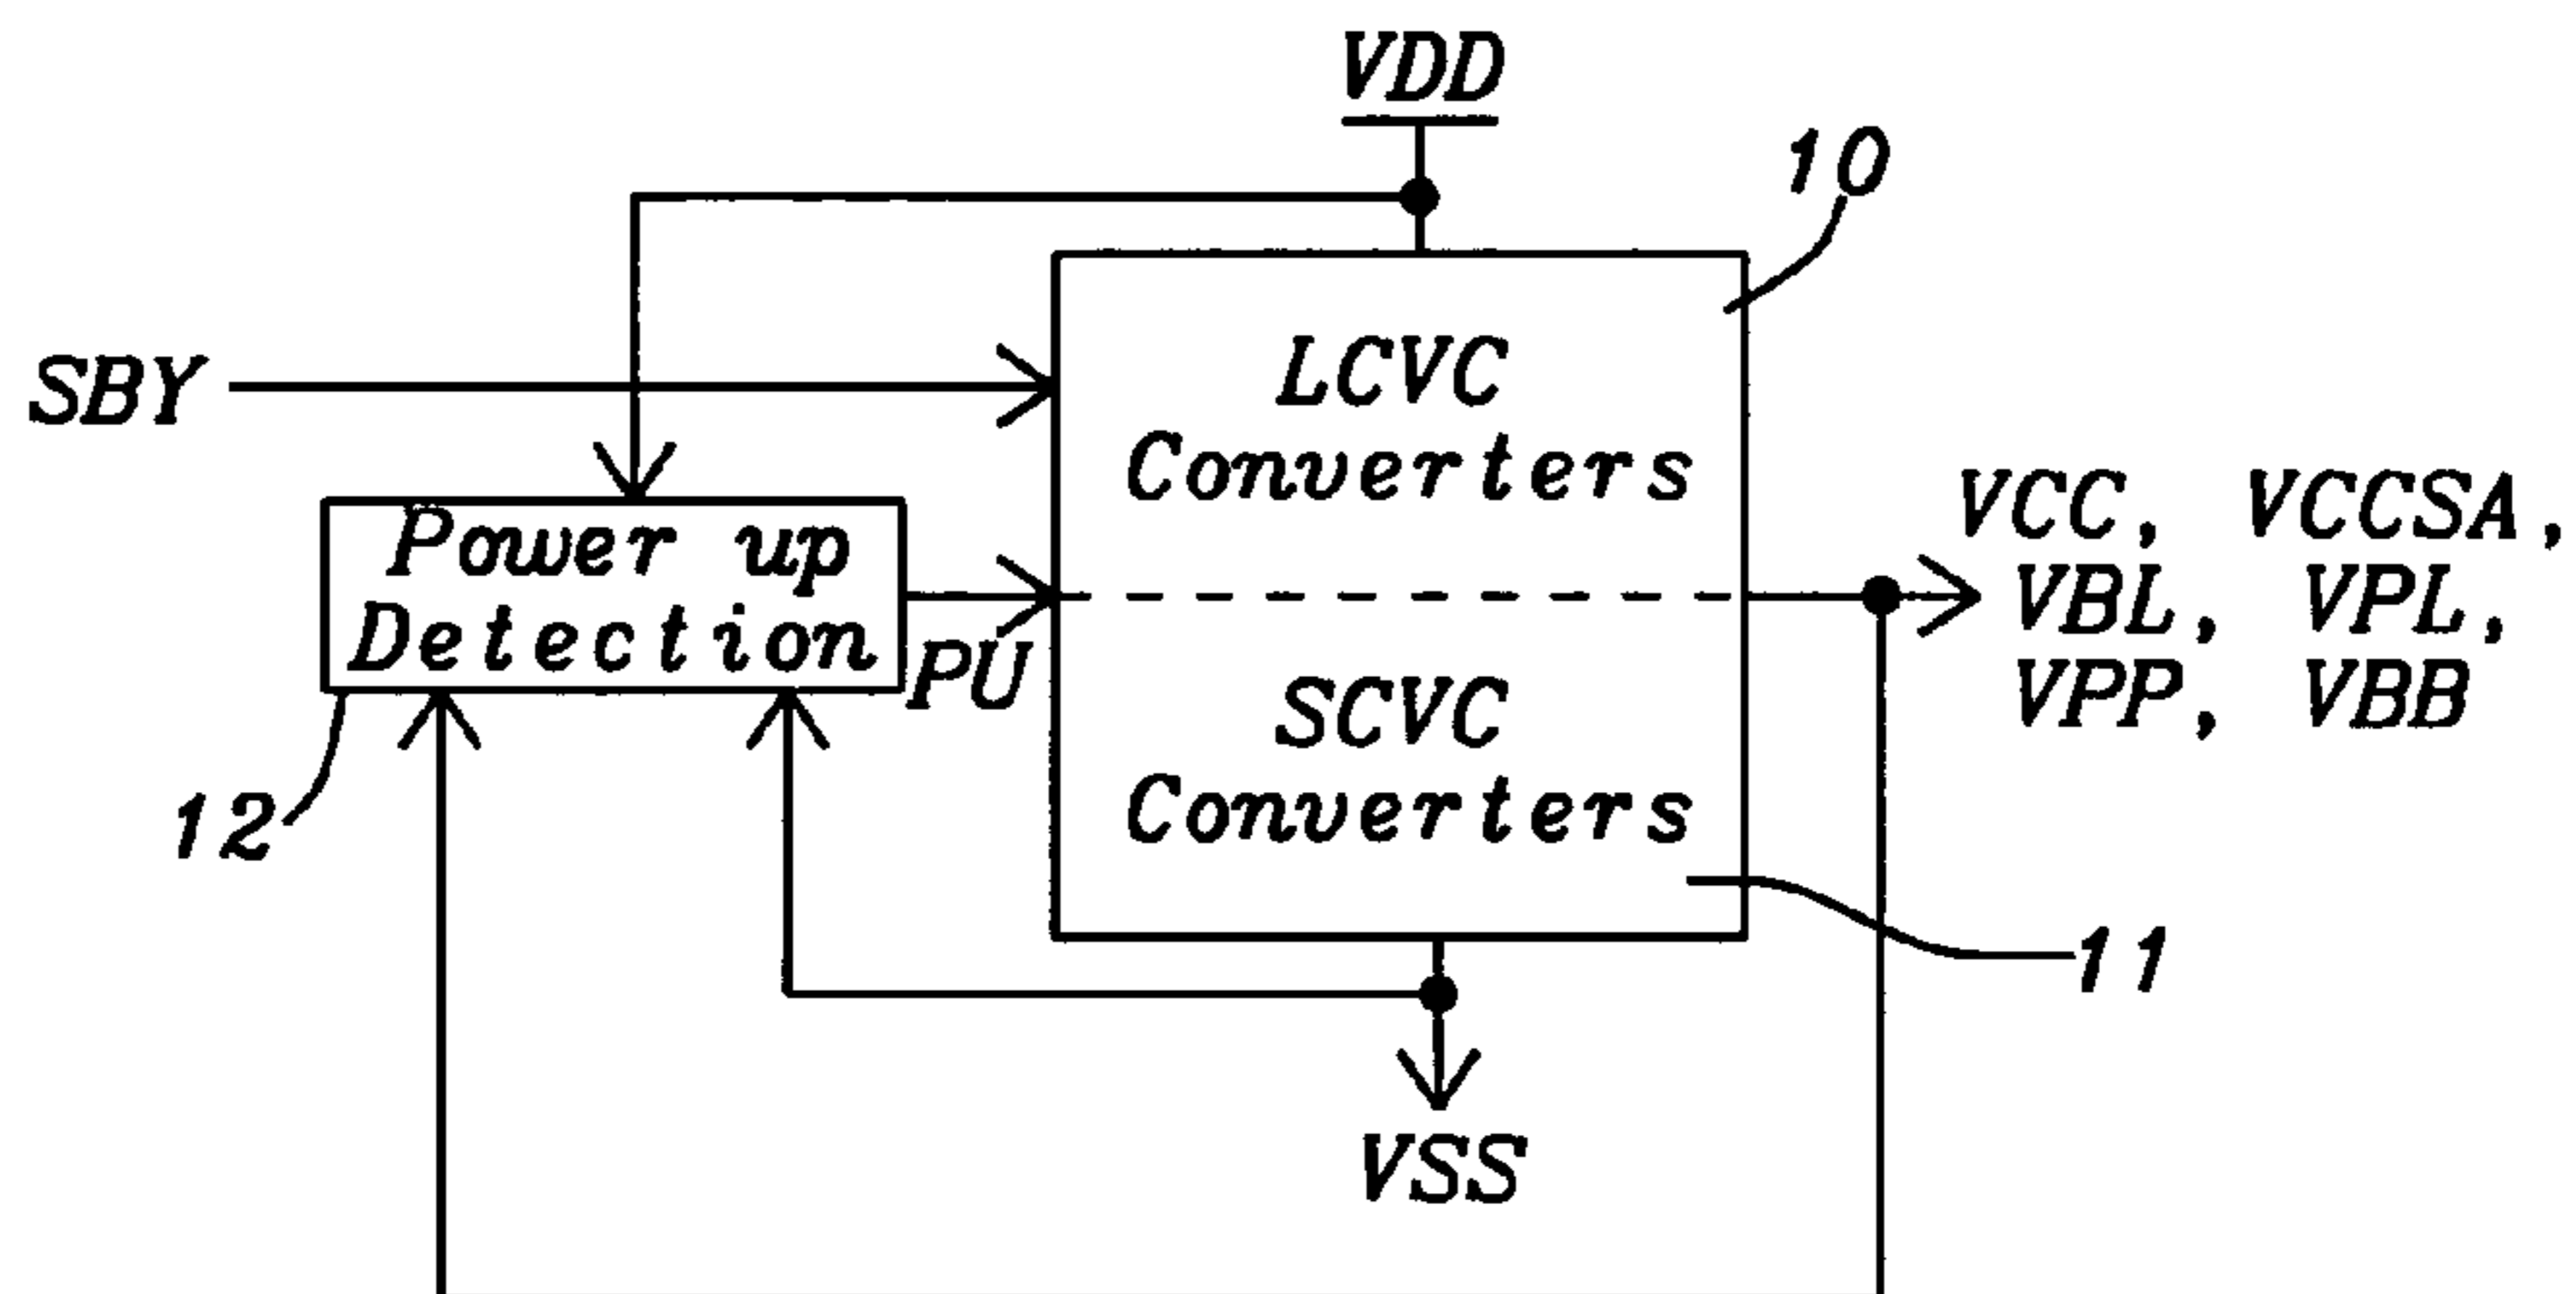 VDD
10
SBY
LCVC
Converters
Power up
Detection
PU
VCC, VCCSA,
VBL, VPL,
VPP, VBB
SCVC
Converters
12
11
VSS